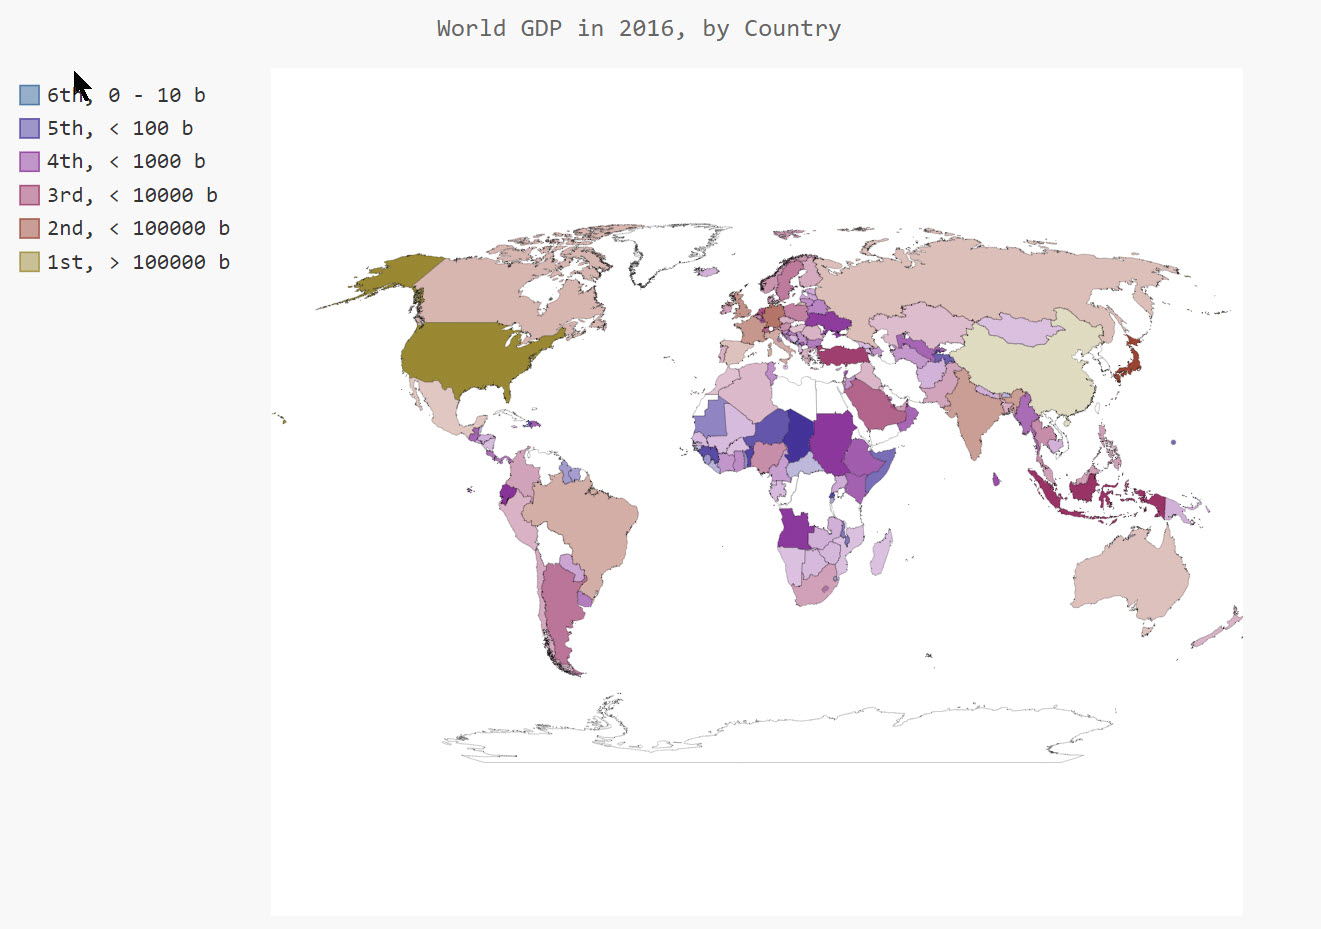 World GDP in 2016, by Country
6th, 0 - 10 b
5th, < 100 b
4th, < 1000 b
3rd, < 10000 b
2nd, < 100000 b
1st, > 100000 b